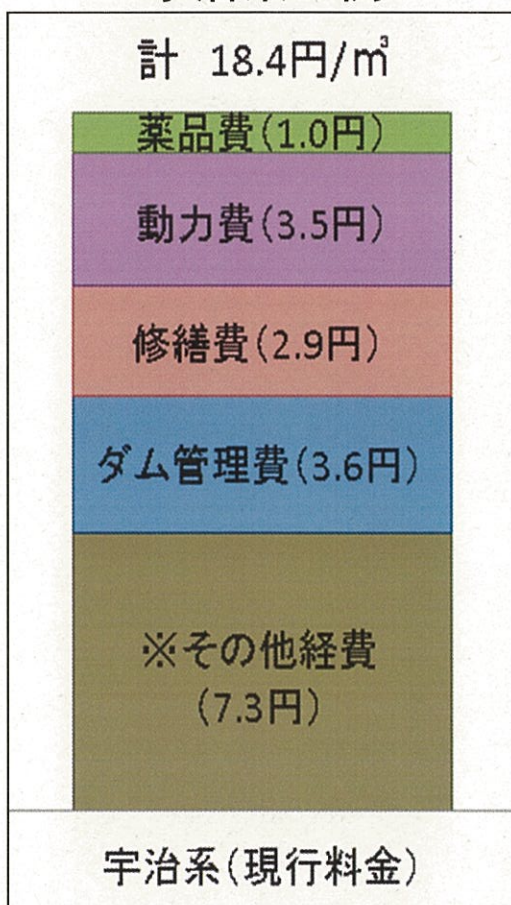 計 18.4円/㎥
薬品費(1.0円)
動力費(3.5円)
修繕費(2.9円)
ダム管理費(3.6円)
※その他経費
(7.3円)
宇治系(現行料金)